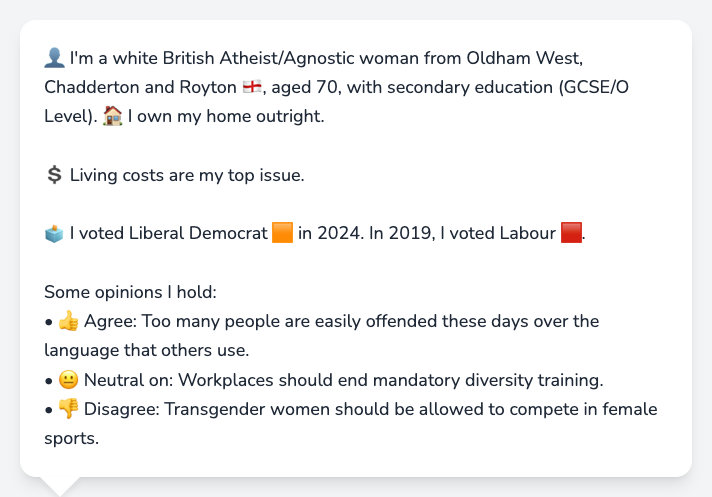 👤 I'm a white British Atheist/Agnostic woman from Oldham West,
Chadderton and Royton 🏴󠁧󠁢󠁥󠁮󠁧󠁿, aged 70, with secondary education (GCSE/O
Level). 🏠 I own my home outright.
💲 Living costs are my top issue.
🗳️ I voted Liberal Democrat 🟧 in 2024. In 2019, I voted Labour 🟥.
Some opinions I hold:
• 👍 Agree: Too many people are easily offended these days over the
language that others use.
• 😐 Neutral on: Workplaces should end mandatory diversity training.
• 👎 Disagree: Transgender women should be allowed to compete in female
sports.